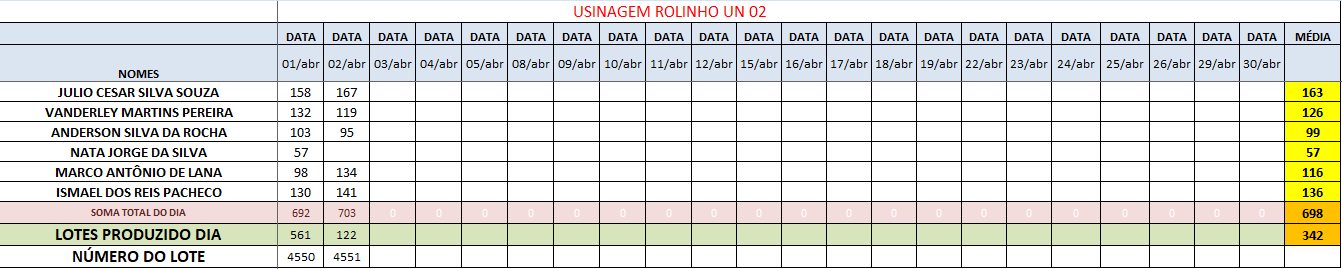 USINAGEM ROLINHO UN 02
DATA DATA DATA DATA DATA DATA DATA DATA DATA DATA DATA DATA DATA DATA DATA DATA DATA DATA DATA DATA DATA DATA MÉDIA
NOMES 01/abr 02/abr 03/abr 04/abr 05/abr 08/abr 09/abr 10/abr 11/abr 12/abr 15/abr 16/abr 17/abr 18/abr 19/abr 22/abr 23/abr 24/abr 25/abr 26/abr 29/abr 30/abr
JULIO CESAR SILVA SOUZA 158 167 163
VANDERLEY MARTINS PEREIRA 132 119 126
ANDERSON SILVA DA ROCHA 103 95 99
NATA JORGE DA SILVA 57 57
MARCO ANTÔNIO DE LANA 98 134 116
ISMAEL DOS REIS PACHECO 130 141 136
SOMA TOTAL DO DIA 692 703 0 0 0 0 0 0 0 0 0 0 0 0 0 0 0 0 0 0 0 0 698
LOTES PRODUZIDO DIA 561 122 342
NÚMERO DO LOTE 4550 4551